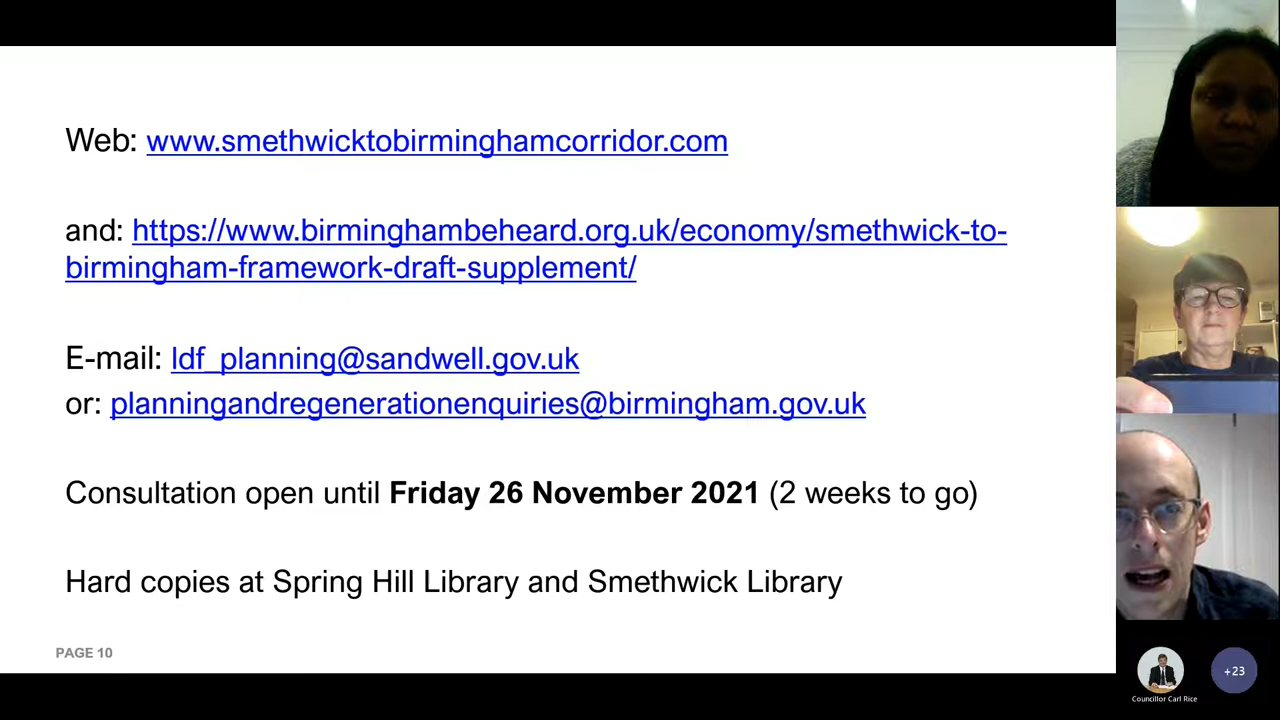 Web: www.smethwicktobirminghamcorridor.com
and: https://www.birminghambeheard.org.uk/economy/smethwick-to-
birmingham-framework-draft-supplement/
E-mail: ldf_planning@sandwell.gov.uk
or: planningandregenerationenquiries@birmingham.gov.uk
Consultation open until Friday 26 November 2021 (2 weeks to go)
Hard copies at Spring Hill Library and Smethwick Library
PAGE 10
+23
Councillor Carl Rice